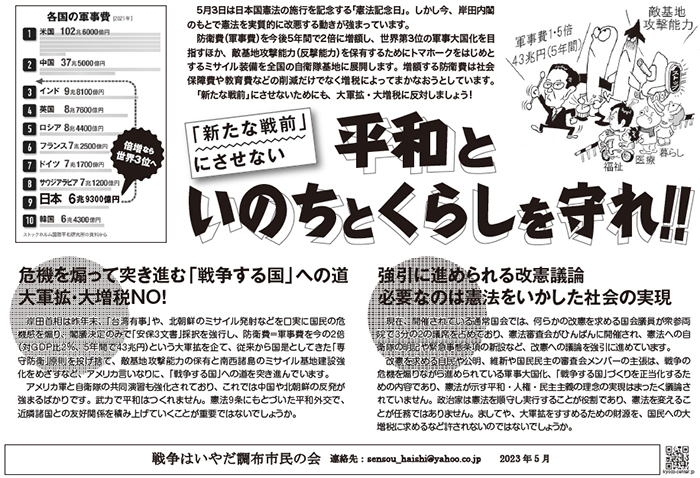 各国の軍事費［2021年］
1 米国 102兆6000億円
2 中国 37兆5000億円
3 インド 9兆8100億円
4 英国 8兆7600億円
5 ロシア 8兆4400億円
6 フランス 7兆2500億円
7 ドイツ 7兆1700億円
8 サウジアラビア 7兆1200億円
9 日本 6兆9300億円
10 韓国 6兆4300億円
倍増なら
世界3位へ
ストックホルム国際平和研究所の資料から
5月3日は日本国憲法の施行を記念する「憲法記念日」。しかし今、岸田内閣
のもとで憲法を実質的に改悪する動きが強まっています。
防衛費（軍事費）を今後5年間で2倍に増額し、世界第3位の軍事大国化を目
指すほか、敵基地攻撃能力（反撃能力）を保有するためにトマホークをはじめと
するミサイル装備を全国の自衛隊基地に展開します。増額する防衛費は社会
保障費や教育費などの削減だけでなく増税によってまかなおうとしています。
「新たな戦前」にさせないためにも、大軍拡・大増税に反対しましょう！
軍事費1・5倍
43兆円（5年間）
敵基地
攻撃能力
福祉
医療
暮らし
「新たな戦前」
にさせない
平和と
いのちとくらしを守れ!!
危機を煽って突き進む「戦争する国」への道
大軍拡・大増税NO!
岸田首相は昨年末、「台湾有事」や、北朝鮮のミサイル発射などを口実に国民の危
機感を煽り、閣議決定のみで「安保3文書」採択を強行し、防衛費＝軍事費を今の2倍
（対GDP比2%、5年間で43兆円）という大軍拡を企て、従来から国是としてきた「専
守防衛」原則を投げ捨て、敵基地攻撃能力の保有と南西諸島のミサイル基地建設強
化をめざすなど、アメリカ言いなりに、「戦争する国」への道を突き進んでいます。
アメリカ軍と自衛隊の共同演習も強化されており、これでは中国や北朝鮮の反発が
強まるばかりです。武力で平和はつくれません。憲法9条にもとづいた平和外交で、
近隣諸国との友好関係を積み上げていくことが重要ではないでしょうか。
強引に進められる改憲議論
必要なのは憲法をいかした社会の実現
現在、開催されている通常国会では、何らかの改憲を求める国会議員が衆参両
院で3分の2の議席を占めており、憲法審査会がひんぱんに開催され、憲法への自
衛隊の明記や緊急事態条項の新設など、改憲への議論を強引に進めています。
改憲を求める自民や公明、維新や国民民主の審査会メンバーの主張は、戦争の
危機を煽りながら進められている軍事大国化、「戦争する国」づくりを正当化するた
めの内容であり、憲法が示す平和・人権・民主主義の理念の実現はまったく議論さ
れていません。政治家は憲法を順守し実行することが役割であり、憲法を変えるこ
とが任務ではありません。ましてや、大軍拡をすすめるための財源を、国民への大
増税に求めるなど許されないのではないでしょうか。
戦争はいやだ調布市民の会 連絡先：sensou_haishi@yahoo.co.jp 2023年5月